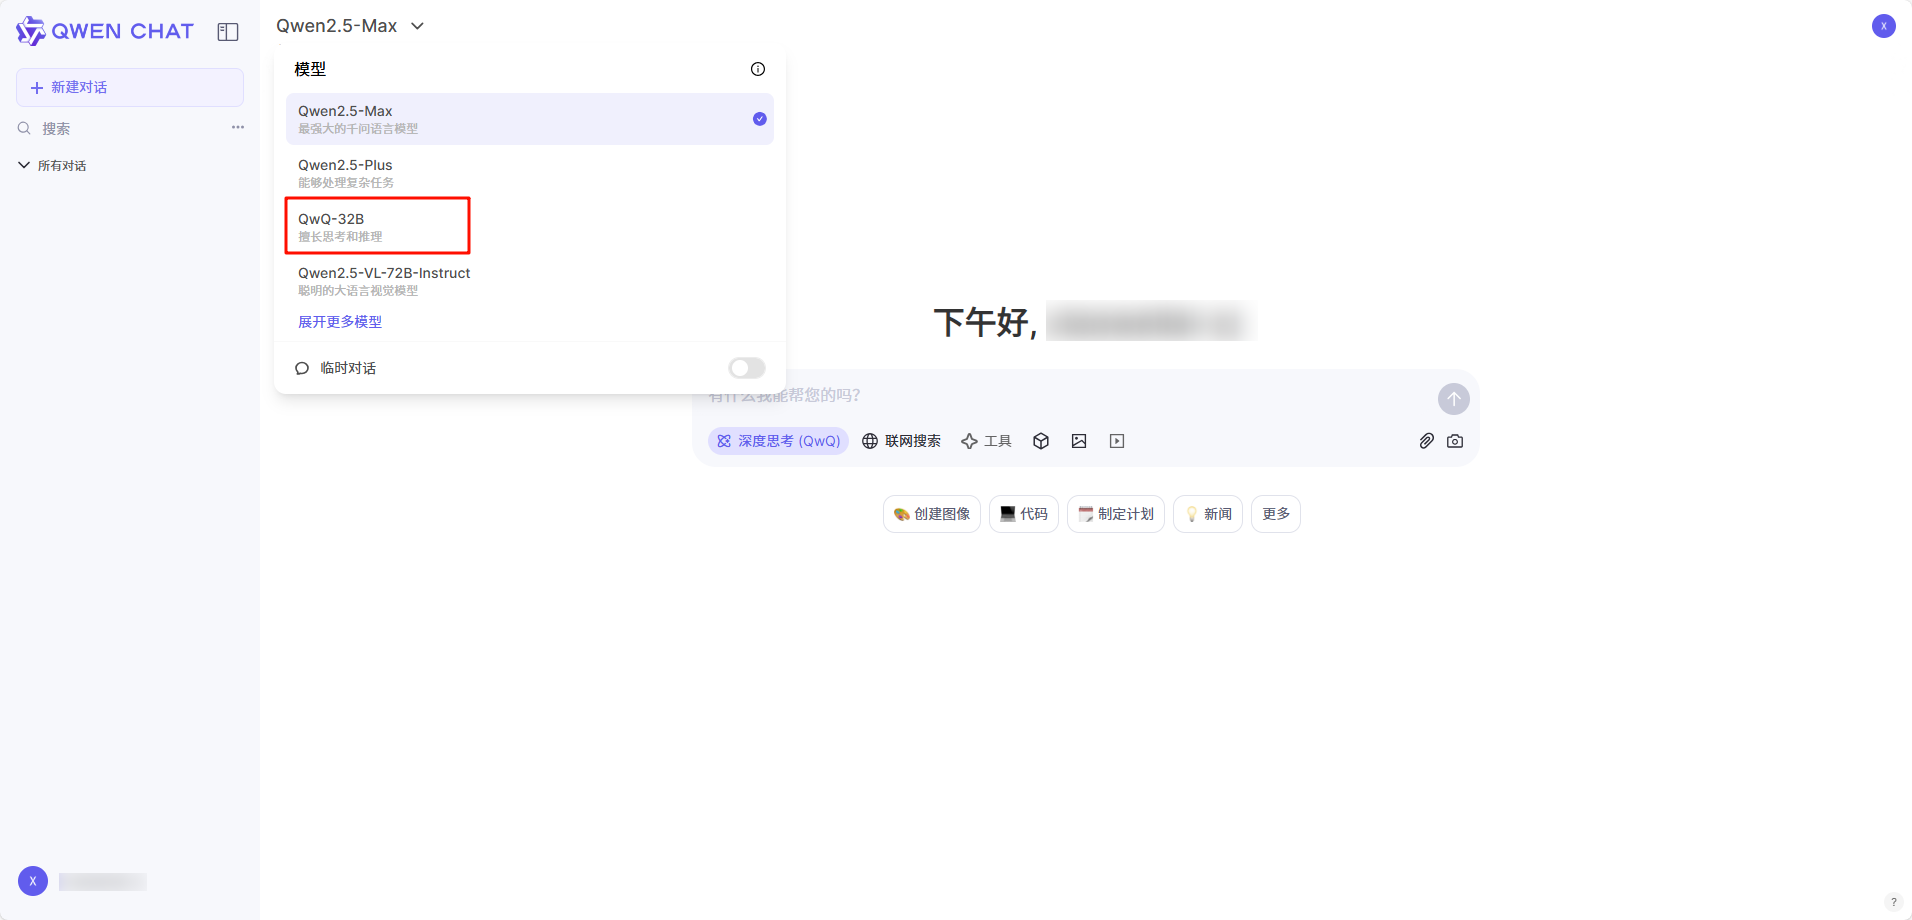 QWEN CHAT
新建对话
搜索
所有对话
X
Qwen2.5-Max
模型
Qwen2.5-Max
最强大的千问语言模型
Qwen2.5-Plus
能够处理复杂任务
QwQ-32B
擅长思考和推理
Qwen2.5-VL-72B-Instruct
聪明的大语言视觉模型
展开更多模型
临时对话
X
下午好,
有什么我能帮您的吗？
深度思考 (QwQ) 联网搜索 工具
创建图像 代码 制定计划 新闻 更多
?